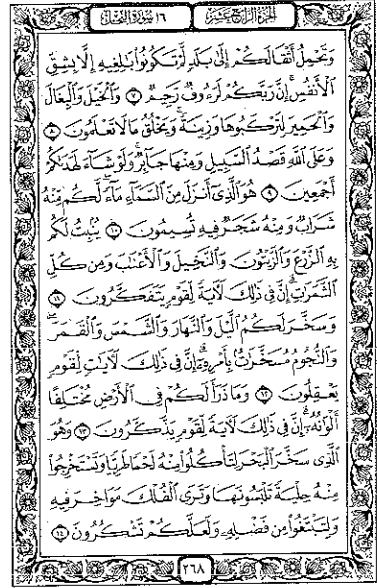 الجزء الرابع عشر
١٦ سورة النحل
وَتَحْمِلُ أَثْقَالَكُمْ إِلَىٰ بَلَدٍ لَّمْ تَكُونُوا۟ بَٰلِغِيهِ إِلَّا بِشِقِّ
ٱلْأَنفُسِ إِنَّ رَبَّكُمْ لَرَءُوفٌ رَّحِيمٌ ٧ وَٱلْخَيْلَ وَٱلْبِغَالَ
وَٱلْحَمِيرَ لِتَرْكَبُوهَا وَزِينَةً وَيَخْلُقُ مَا لَا تَعْلَمُونَ ٨
وَعَلَى ٱللَّهِ قَصْدُ ٱلسَّبِيلِ وَمِنْهَا جَآئِرٌ وَلَوْ شَآءَ لَهَدَىٰكُمْ
أَجْمَعِينَ ٩ هُوَ ٱلَّذِىٓ أَنزَلَ مِنَ ٱلسَّمَآءِ مَآءً لَّكُم مِّنْهُ
شَرَابٌ وَمِنْهُ شَجَرٌ فِيهِ تُسِيمُونَ ١٠ يُنۢبِتُ لَكُم
بِهِ ٱلزَّرْعَ وَٱلزَّيْتُونَ وَٱلنَّخِيلَ وَٱلْأَعْنَٰبَ وَمِن كُلِّ
ٱلثَّمَرَٰتِ إِنَّ فِى ذَٰلِكَ لَءَايَةً لِّقَوْمٍ يَتَفَكَّرُونَ ١١
وَسَخَّرَ لَكُمُ ٱلَّيْلَ وَٱلنَّهَارَ وَٱلشَّمْسَ وَٱلْقَمَرَ
وَٱلنُّجُومُ مُسَخَّرَٰتٌۢ بِأَمْرِهِۦٓ إِنَّ فِى ذَٰلِكَ لَءَايَٰتٍ لِّقَوْمٍ
يَعْقِلُونَ ١٢ وَمَا ذَرَأَ لَكُمْ فِى ٱلْأَرْضِ مُخْتَلِفًا
أَلْوَٰنُهُۥٓ إِنَّ فِى ذَٰلِكَ لَءَايَةً لِّقَوْمٍ يَذَّكَّرُونَ ١٣ وَهُوَ
ٱلَّذِى سَخَّرَ ٱلْبَحْرَ لِتَأْكُلُوا۟ مِنْهُ لَحْمًا طَرِيًّا وَتَسْتَخْرِجُوا۟
مِنْهُ حِلْيَةً تَلْبَسُونَهَا وَتَرَى ٱلْفُلْكَ مَوَاخِرَ فِيهِ
وَلِتَبْتَغُوا۟ مِن فَضْلِهِۦ وَلَعَلَّكُمْ تَشْكُرُونَ ١٤
٢٦٨